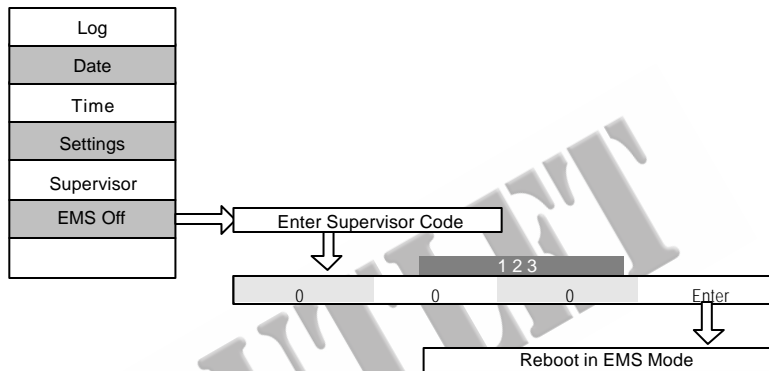 Log
Date
Time
Settings
Supervisor
EMS Off
Enter Supervisor Code
1 2 3
0 0 0 Enter
Reboot in EMS Mode